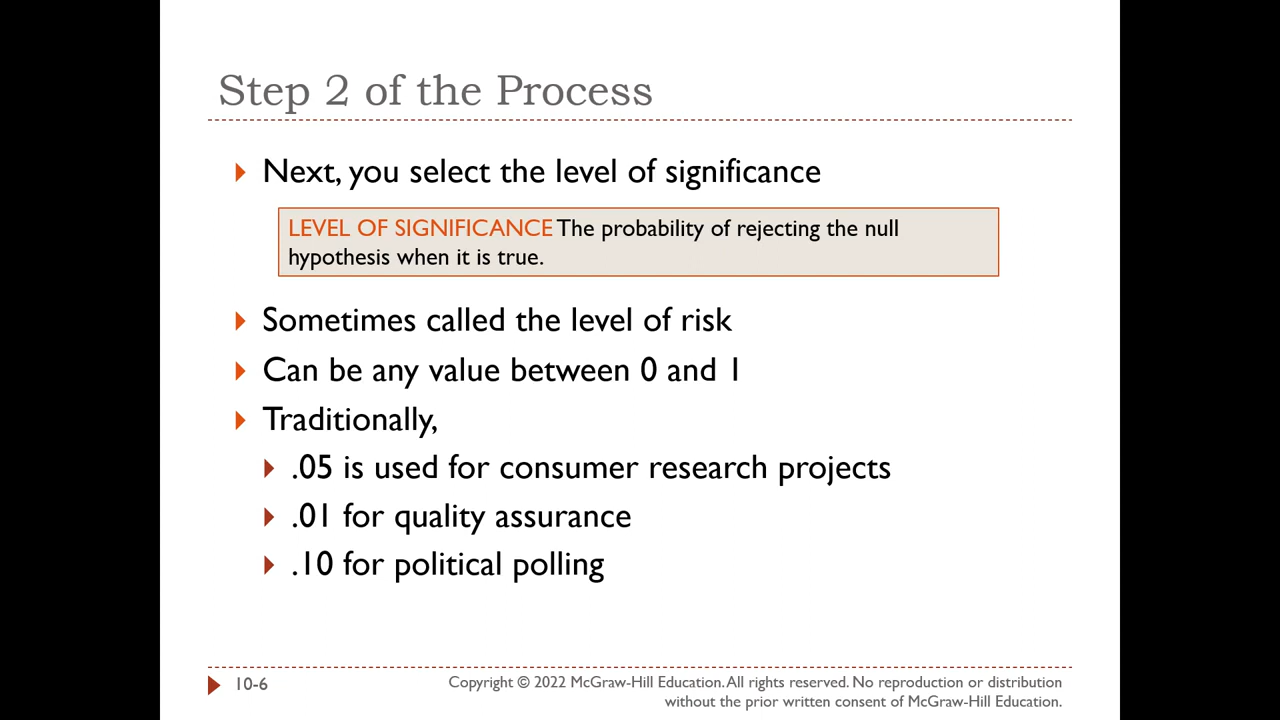 Step 2 of the Process
Next, you select the level of significance
LEVEL OF SIGNIFICANCE The probability of rejecting the null
hypothesis when it is true.
Sometimes called the level of risk
Can be any value between 0 and 1
Traditionally,
.05 is used for consumer research projects
.01 for quality assurance
.10 for political polling
10-6
Copyright © 2022 McGraw-Hill Education. All rights reserved. No reproduction or distribution
without the prior written consent of McGraw-Hill Education.